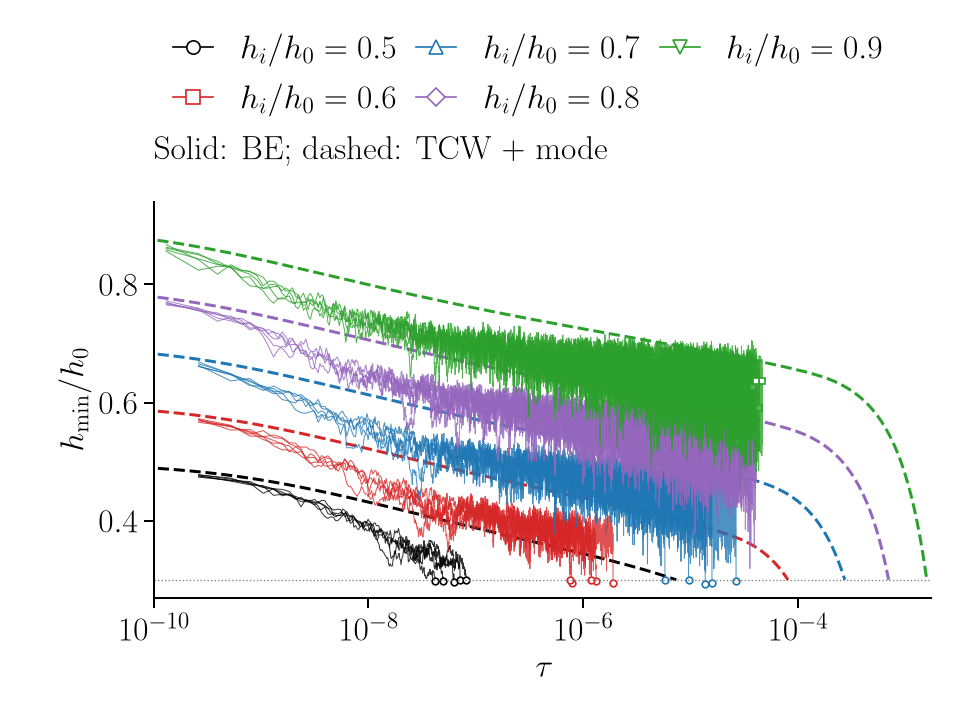 h_i/h_0 = 0.5 h_i/h_0 = 0.7 h_i/h_0 = 0.9
h_i/h_0 = 0.6 h_i/h_0 = 0.8
Solid: BE; dashed: TCW + mode
h_min/h_0
0.8
0.6
0.4
10^{-10} 10^{-8} 10^{-6} 10^{-4}
τ